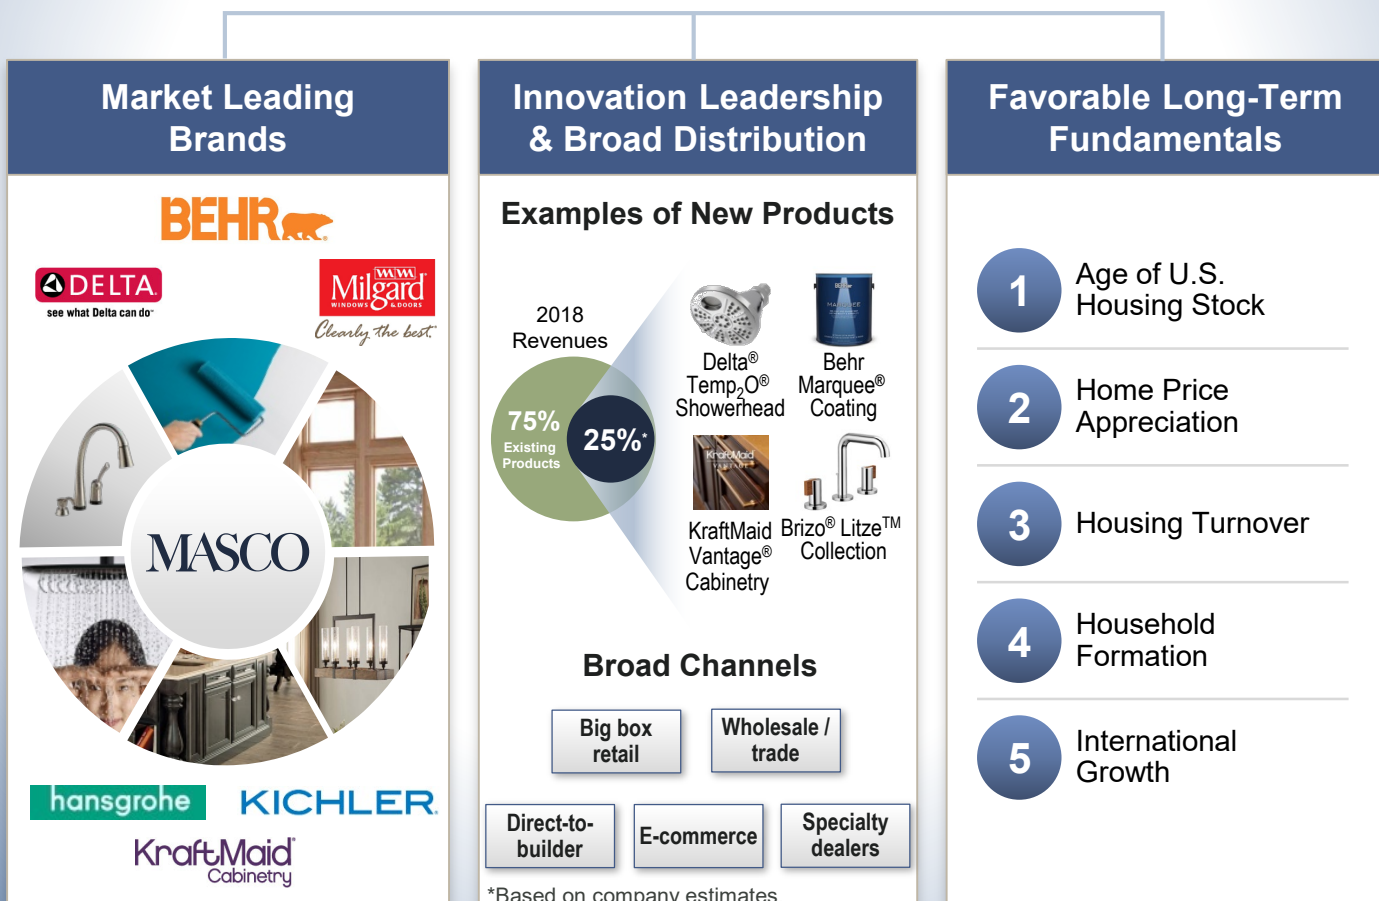 Market Leading
Brands
BEHR
DELTA
see what Delta can do
Milgard
WINDOWS & DOORS
Clearly the best.
MASCO
hansgrohe
KICHLER
KraftMaid
Cabinetry
Innovation Leadership
& Broad Distribution
Examples of New Products
2018
Revenues
75%
Existing
Products
25%*
BEHR
MARQUEE
Delta®
Temp₂O®
Showerhead
Behr
Marquee®
Coating
KraftMaid
VANTAGE
KraftMaid
Vantage®
Cabinetry
Brizo® Litze™
Collection
Broad Channels
Big box
retail
Wholesale /
trade
Direct-to-
builder
E-commerce
Specialty
dealers
*Based on company estimates
Favorable Long-Term
Fundamentals
1
Age of U.S.
Housing Stock
2
Home Price
Appreciation
3
Housing Turnover
4
Household
Formation
5
International
Growth